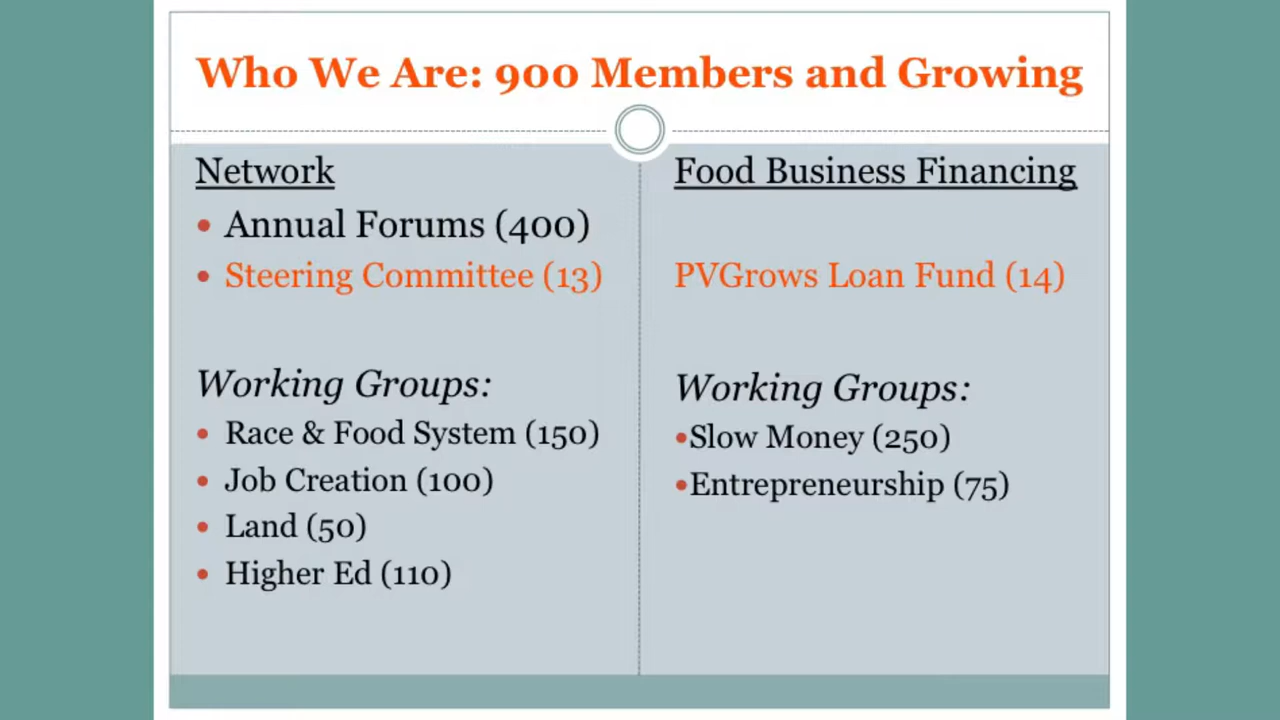 Who We Are: 900 Members and Growing
Network
• Annual Forums (400)
• Steering Committee (13)
Working Groups:
• Race & Food System (150)
• Job Creation (100)
• Land (50)
• Higher Ed (110)
Food Business Financing
PVGrows Loan Fund (14)
Working Groups:
•Slow Money (250)
•Entrepreneurship (75)